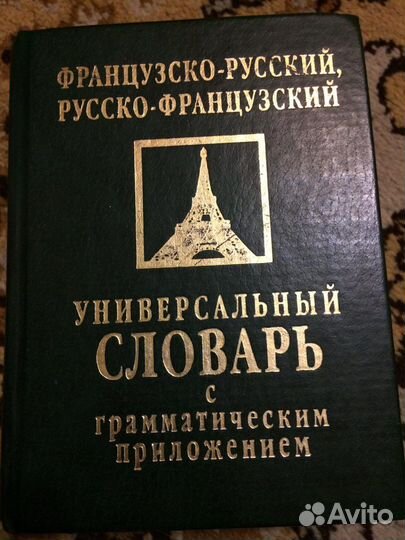 ФРАНЦУЗСКО-РУССКИЙ,
РУССКО-ФРАНЦУЗСКИЙ
УНИВЕРСАЛЬНЫЙ
СЛОВАРЬ
с
грамматическим
приложением
Avito